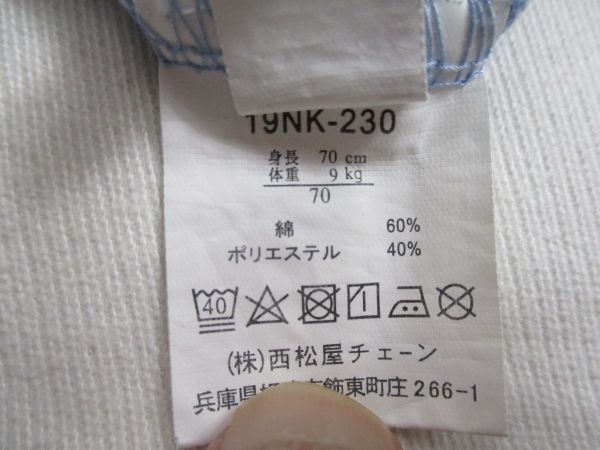 19NK-230
身長 70 cm
体重 9 kg
70
綿 60%
ポリエステル 40%
40
(株)西松屋チェーン
兵庫県 飾東町庄266-1